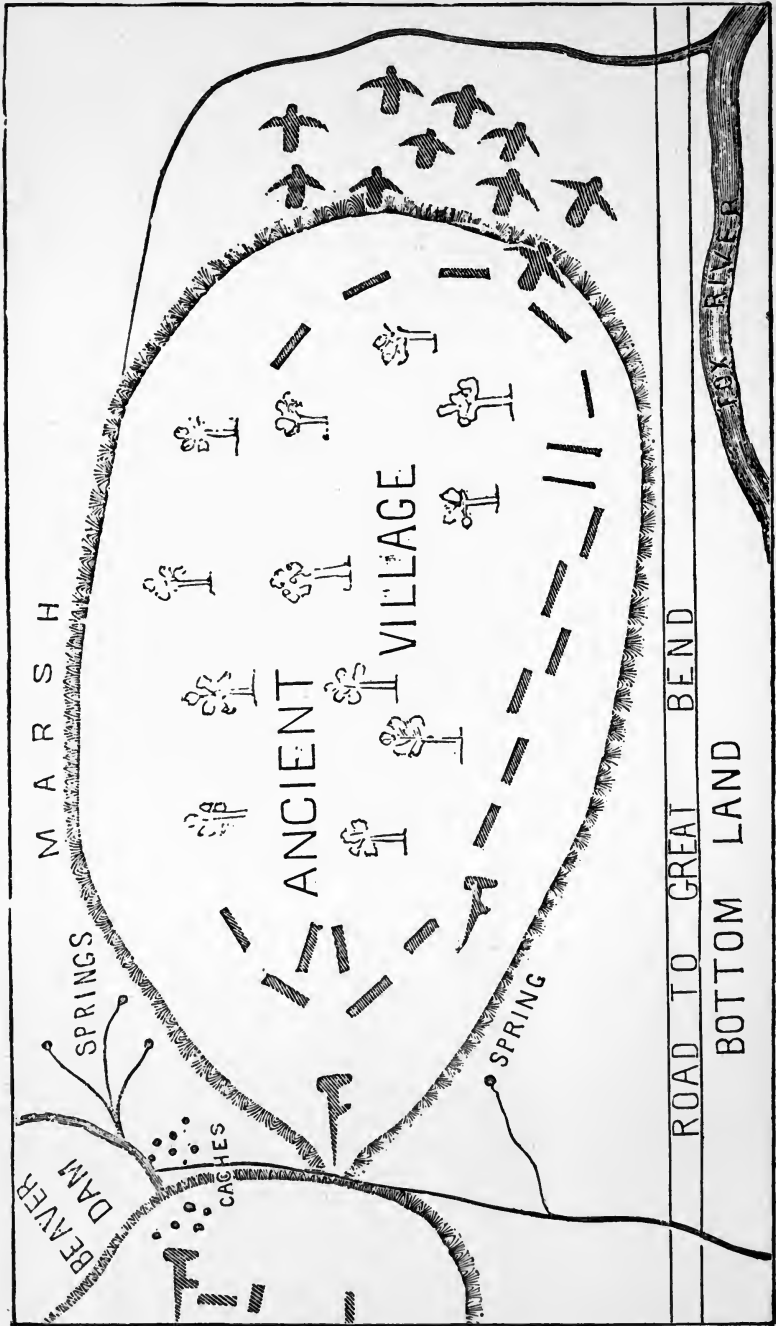 MARSH
SPRINGS
BEAVER
DAM
CACHES
ANCIENT
VILLAGE
SPRING
ROAD TO GREAT BEND
BOTTOM LAND
FOX RIVER